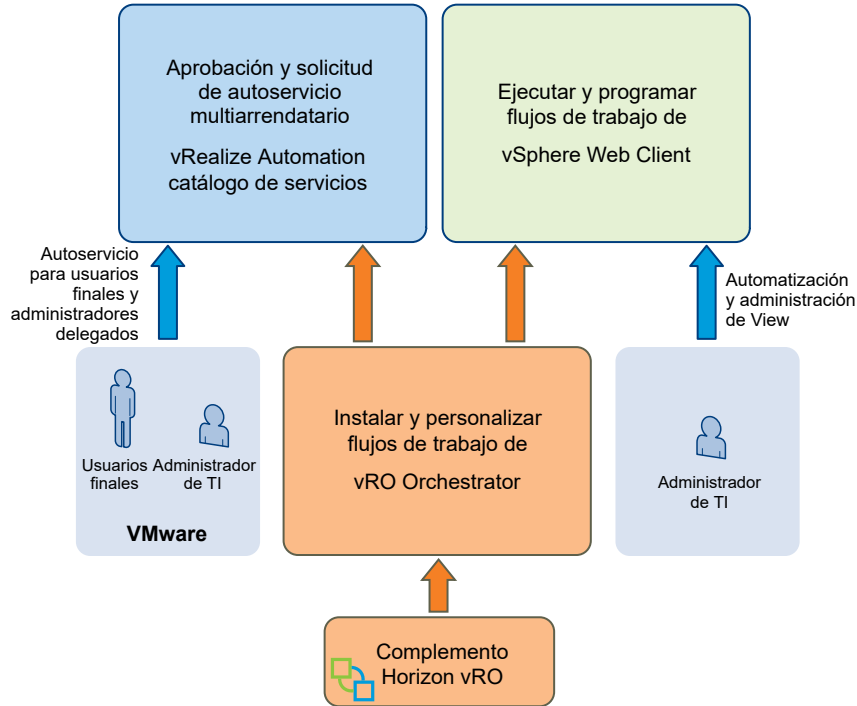 Aprobación y solicitud
de autoservicio
multiarrendatario
vRealize Automation
catálogo de servicios
Ejecutar y programar
flujos de trabajo de
vSphere Web Client
Autoservicio
para usuarios
finales y
administradores
delegados
Automatización
y administración
de View
Usuarios
finales
Administrador
de TI
VMware
Instalar y personalizar
flujos de trabajo de
vRO Orchestrator
Administrador
de TI
Complemento
Horizon vRO